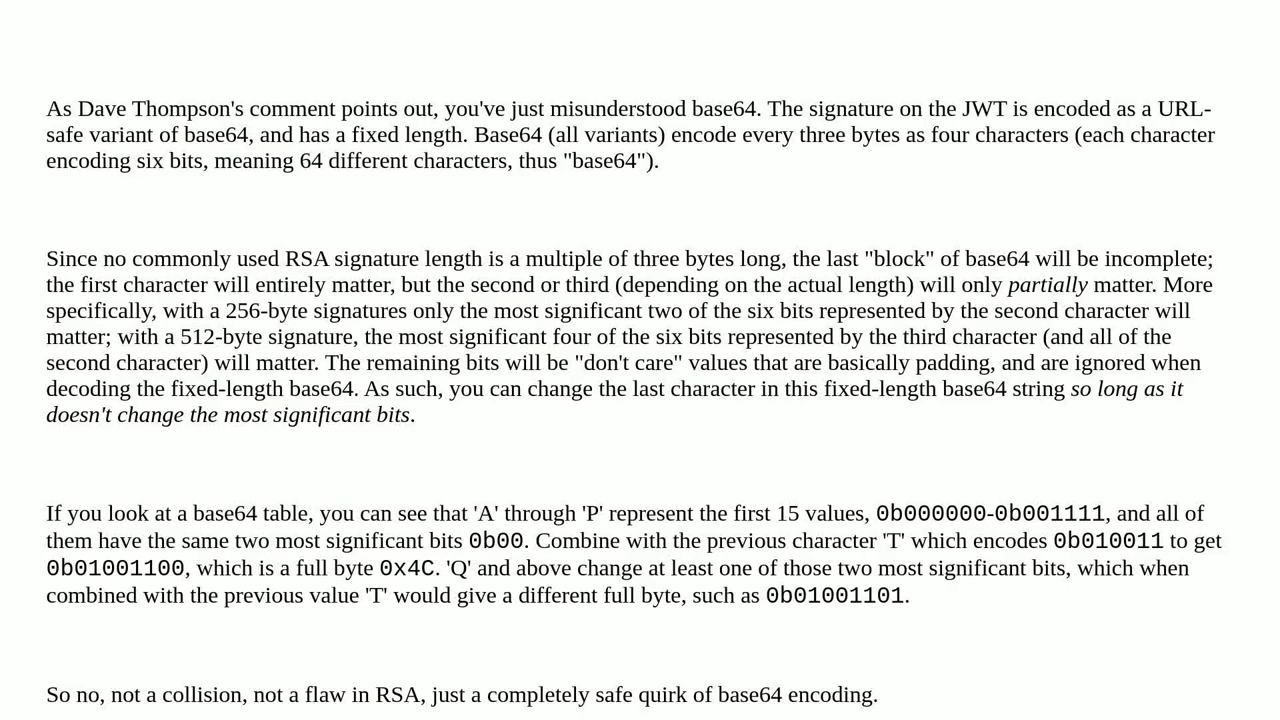 As Dave Thompson's comment points out, you've just misunderstood base64. The signature on the JWT is encoded as a URL-
safe variant of base64, and has a fixed length. Base64 (all variants) encode every three bytes as four characters (each character
encoding six bits, meaning 64 different characters, thus "base64").
Since no commonly used RSA signature length is a multiple of three bytes long, the last "block" of base64 will be incomplete;
the first character will entirely matter, but the second or third (depending on the actual length) will only partially matter. More
specifically, with a 256-byte signatures only the most significant two of the six bits represented by the second character will
matter; with a 512-byte signature, the most significant four of the six bits represented by the third character (and all of the
second character) will matter. The remaining bits will be "don't care" values that are basically padding, and are ignored when
decoding the fixed-length base64. As such, you can change the last character in this fixed-length base64 string so long as it
doesn't change the most significant bits.
If you look at a base64 table, you can see that 'A' through 'P' represent the first 15 values, 0b000000-0b001111, and all of
them have the same two most significant bits 0b00. Combine with the previous character 'T' which encodes 0b010011 to get
0b01001100, which is a full byte 0x4C. 'Q' and above change at least one of those two most significant bits, which when
combined with the previous value 'T' would give a different full byte, such as 0b01001101.
So no, not a collision, not a flaw in RSA, just a completely safe quirk of base64 encoding.